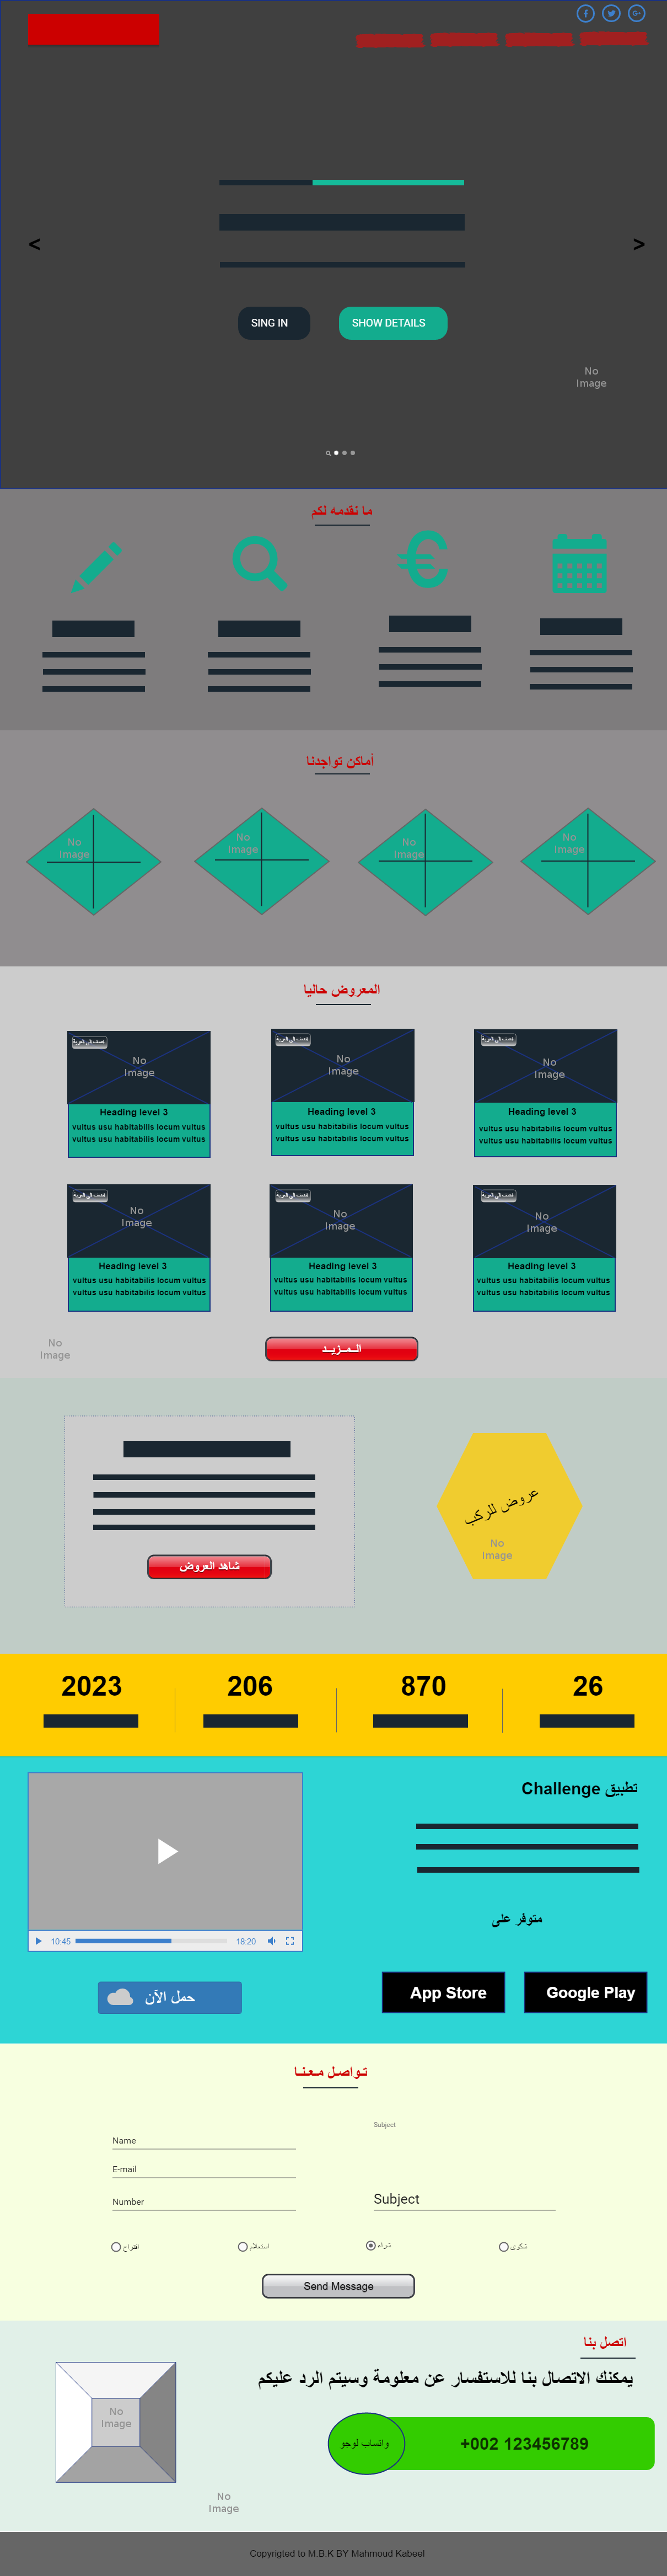 SING IN
SHOW DETAILS
<
>
No
Image
ما نقدمه لكم
أماكن تواجدنا
No
Image
No
Image
No
Image
No
Image
المعروض حاليا
No
Image
Heading level 3
vultus usu habitabilis locum vultus
vultus usu habitabilis locum vultus
No
Image
Heading level 3
vultus usu habitabilis locum vultus
vultus usu habitabilis locum vultus
No
Image
Heading level 3
vultus usu habitabilis locum vultus
vultus usu habitabilis locum vultus
No
Image
Heading level 3
vultus usu habitabilis locum vultus
vultus usu habitabilis locum vultus
No
Image
Heading level 3
vultus usu habitabilis locum vultus
vultus usu habitabilis locum vultus
No
Image
Heading level 3
vultus usu habitabilis locum vultus
vultus usu habitabilis locum vultus
No
Image
الــمــزيــد
شاهد العروض
عروض للركب
No
Image
2023
206
870
26
تطبيق Challenge
10:45
18:20
متوفر على
حمل الآن
App Store
Google Play
تـواصـل مـعـنـا
Subject
Name
E-mail
Number
Subject
اقتراح
استعلام
شراء
شكوى
Send Message
اتصل بنا
يمكنك الاتصال بنا للاستفسار عن معلومة وسيتم الرد عليكم
No
Image
واتساب لوجو
+002 123456789
No
Image
Copyrigted to M.B.K BY Mahmoud Kabeel